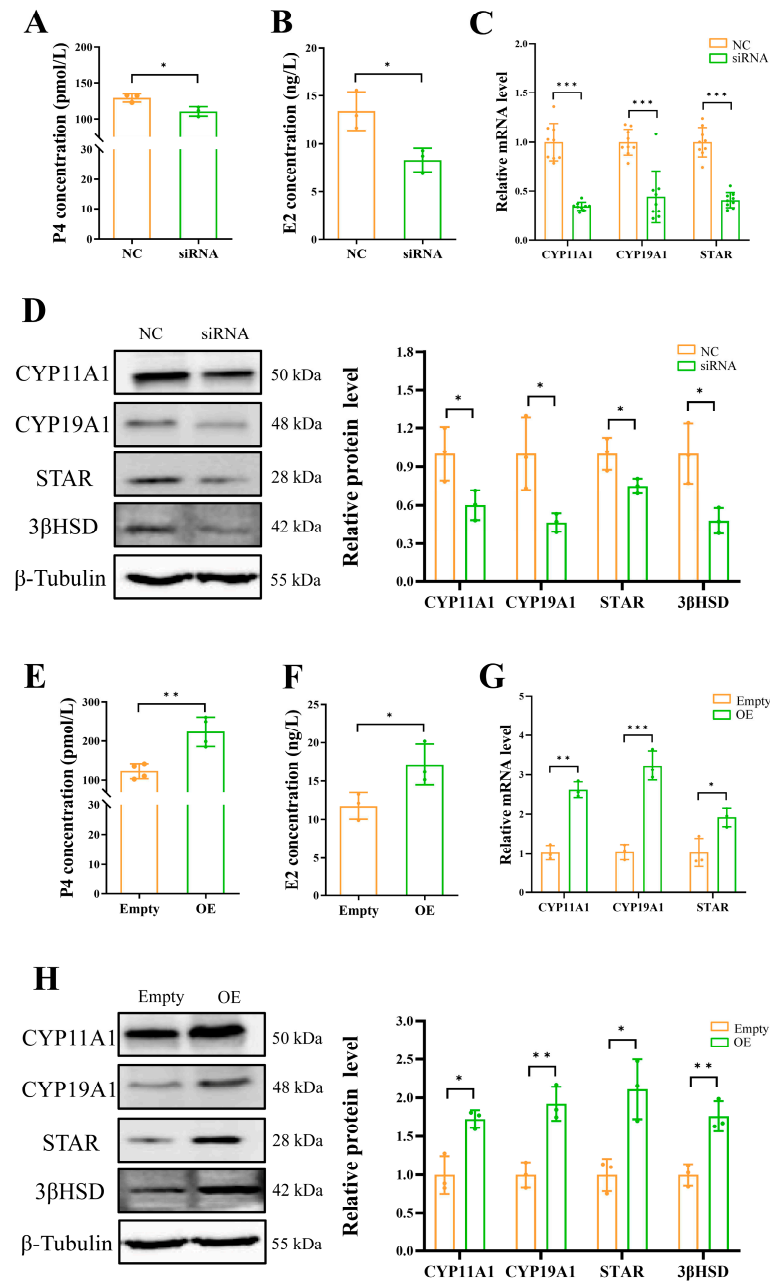 A
P4 concentration (pmol/L)
150
100
30
20
10
0
*
NC
siRNA
B
E2 concentration (ng/L)
20
15
10
5
0
*
NC
siRNA
C
Relative mRNA level
2.0
1.5
1.0
0.5
0.0
NC
siRNA
***
***
***
CYP11A1
CYP19A1
STAR
D
NC siRNA
CYP11A1 50 kDa
CYP19A1 48 kDa
STAR 28 kDa
3βHSD 42 kDa
β-Tubulin 55 kDa
Relative protein level
1.8
1.2
0.9
0.6
0.3
0.0
NC
siRNA
*
*
*
*
CYP11A1
CYP19A1
STAR
3βHSD
E
P4 concentration (pmol/L)
300
200
100
30
20
10
0
**
Empty
OE
F
E2 concentration (ng/L)
25
20
15
10
5
0
*
Empty
OE
G
Relative mRNA level
5
4
3
2
1
0
Empty
OE
**
***
*
CYP11A1
CYP19A1
STAR
H
Empty OE
CYP11A1 50 kDa
CYP19A1 48 kDa
STAR 28 kDa
3βHSD 42 kDa
β-Tubulin 55 kDa
Relative protein level
3.0
2.5
2.0
1.5
1.0
0.5
0.0
Empty
OE
*
**
*
**
CYP11A1
CYP19A1
STAR
3βHSD